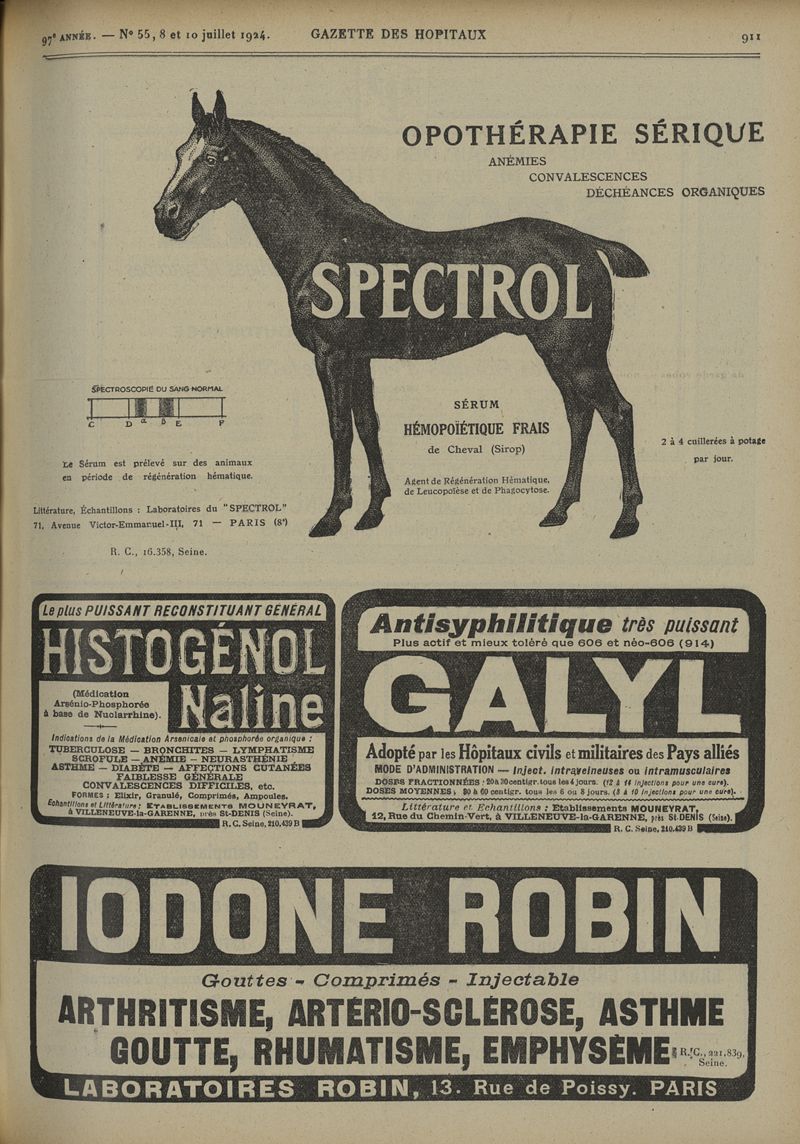 97e ANNÉE. — No 55, 8 et 10 juillet 1924. GAZETTE DES HOPITAUX 911
OPOTHÉRAPIE SÉRIQUE
ANÉMIES
CONVALESCENCES
DÉCHÉANCES ORGANIQUES
SPECTROL
SPECTROSCOPIE DU SANG NORMAL
C D a b E F
Le Sérum est prélevé sur des animaux
en période de régénération hématique.
Littérature, Échantillons : Laboratoires du "SPECTROL"
71, Avenue Victor-Emmanuel-III, 71 — PARIS (8e)
R. C., 16.358, Seine.
SÉRUM
HÉMOPOÏÉTIQUE FRAIS
de Cheval (Sirop)
Agent de Régénération Hématique,
de Leucopoïèse et de Phagocytose.
2 à 4 cuillerées à potage
par jour.
Le plus PUISSANT RECONSTITUANT GÉNÉRAL
HISTOGÉNOL
Naline
(Médication
Arsénio-Phosphorée
à base de Nuclarrhine).
Indications de la Médication Arsenicale et phosphorée organique :
TUBERCULOSE — BRONCHITES — LYMPHATISME
SCROFULE — ANÉMIE — NEURASTHÉNIE
ASTHME — DIABÈTE — AFFECTIONS CUTANÉES
FAIBLESSE GÉNÉRALE
CONVALESCENCES DIFFICILES, etc.
FORMES : Elixir, Granulé, Comprimés, Ampoules.
Echantillons et Littérature : ETABLISSEMENTS MOUNEYRAT,
à VILLENEUVE-la-GARENNE, près St-DENIS (Seine).
R. C. Seine, 210,439 B
Antisyphilitique très puissant
Plus actif et mieux toléré que 606 et néo-606 (914)
GALYL
Adopté par les Hôpitaux civils et militaires des Pays alliés
MODE D'ADMINISTRATION — Inject. intraveineuses ou intramusculaires
DOSES FRACTIONNÉES : 20 à 30 centigr. tous les 4 jours. (12 à 14 injections pour une cure).
DOSES MOYENNES : 30 à 60 centigr. tous les 6 ou 8 jours. (8 à 10 injections pour une cure).
Littérature et Echantillons : Etablissements MOUNEYRAT,
12, Rue du Chemin-Vert, à VILLENEUVE-la-GARENNE, près St-DENIS (Seine).
R. C. Seine, 210.439 B
IODONE ROBIN
Gouttes - Comprimés - Injectable
ARTHRITISME, ARTÉRIO-SCLÉROSE, ASTHME
GOUTTE, RHUMATISME, EMPHYSÈME R. C., 221,839, Seine.
LABORATOIRES ROBIN, 13. Rue de Poissy. PARIS